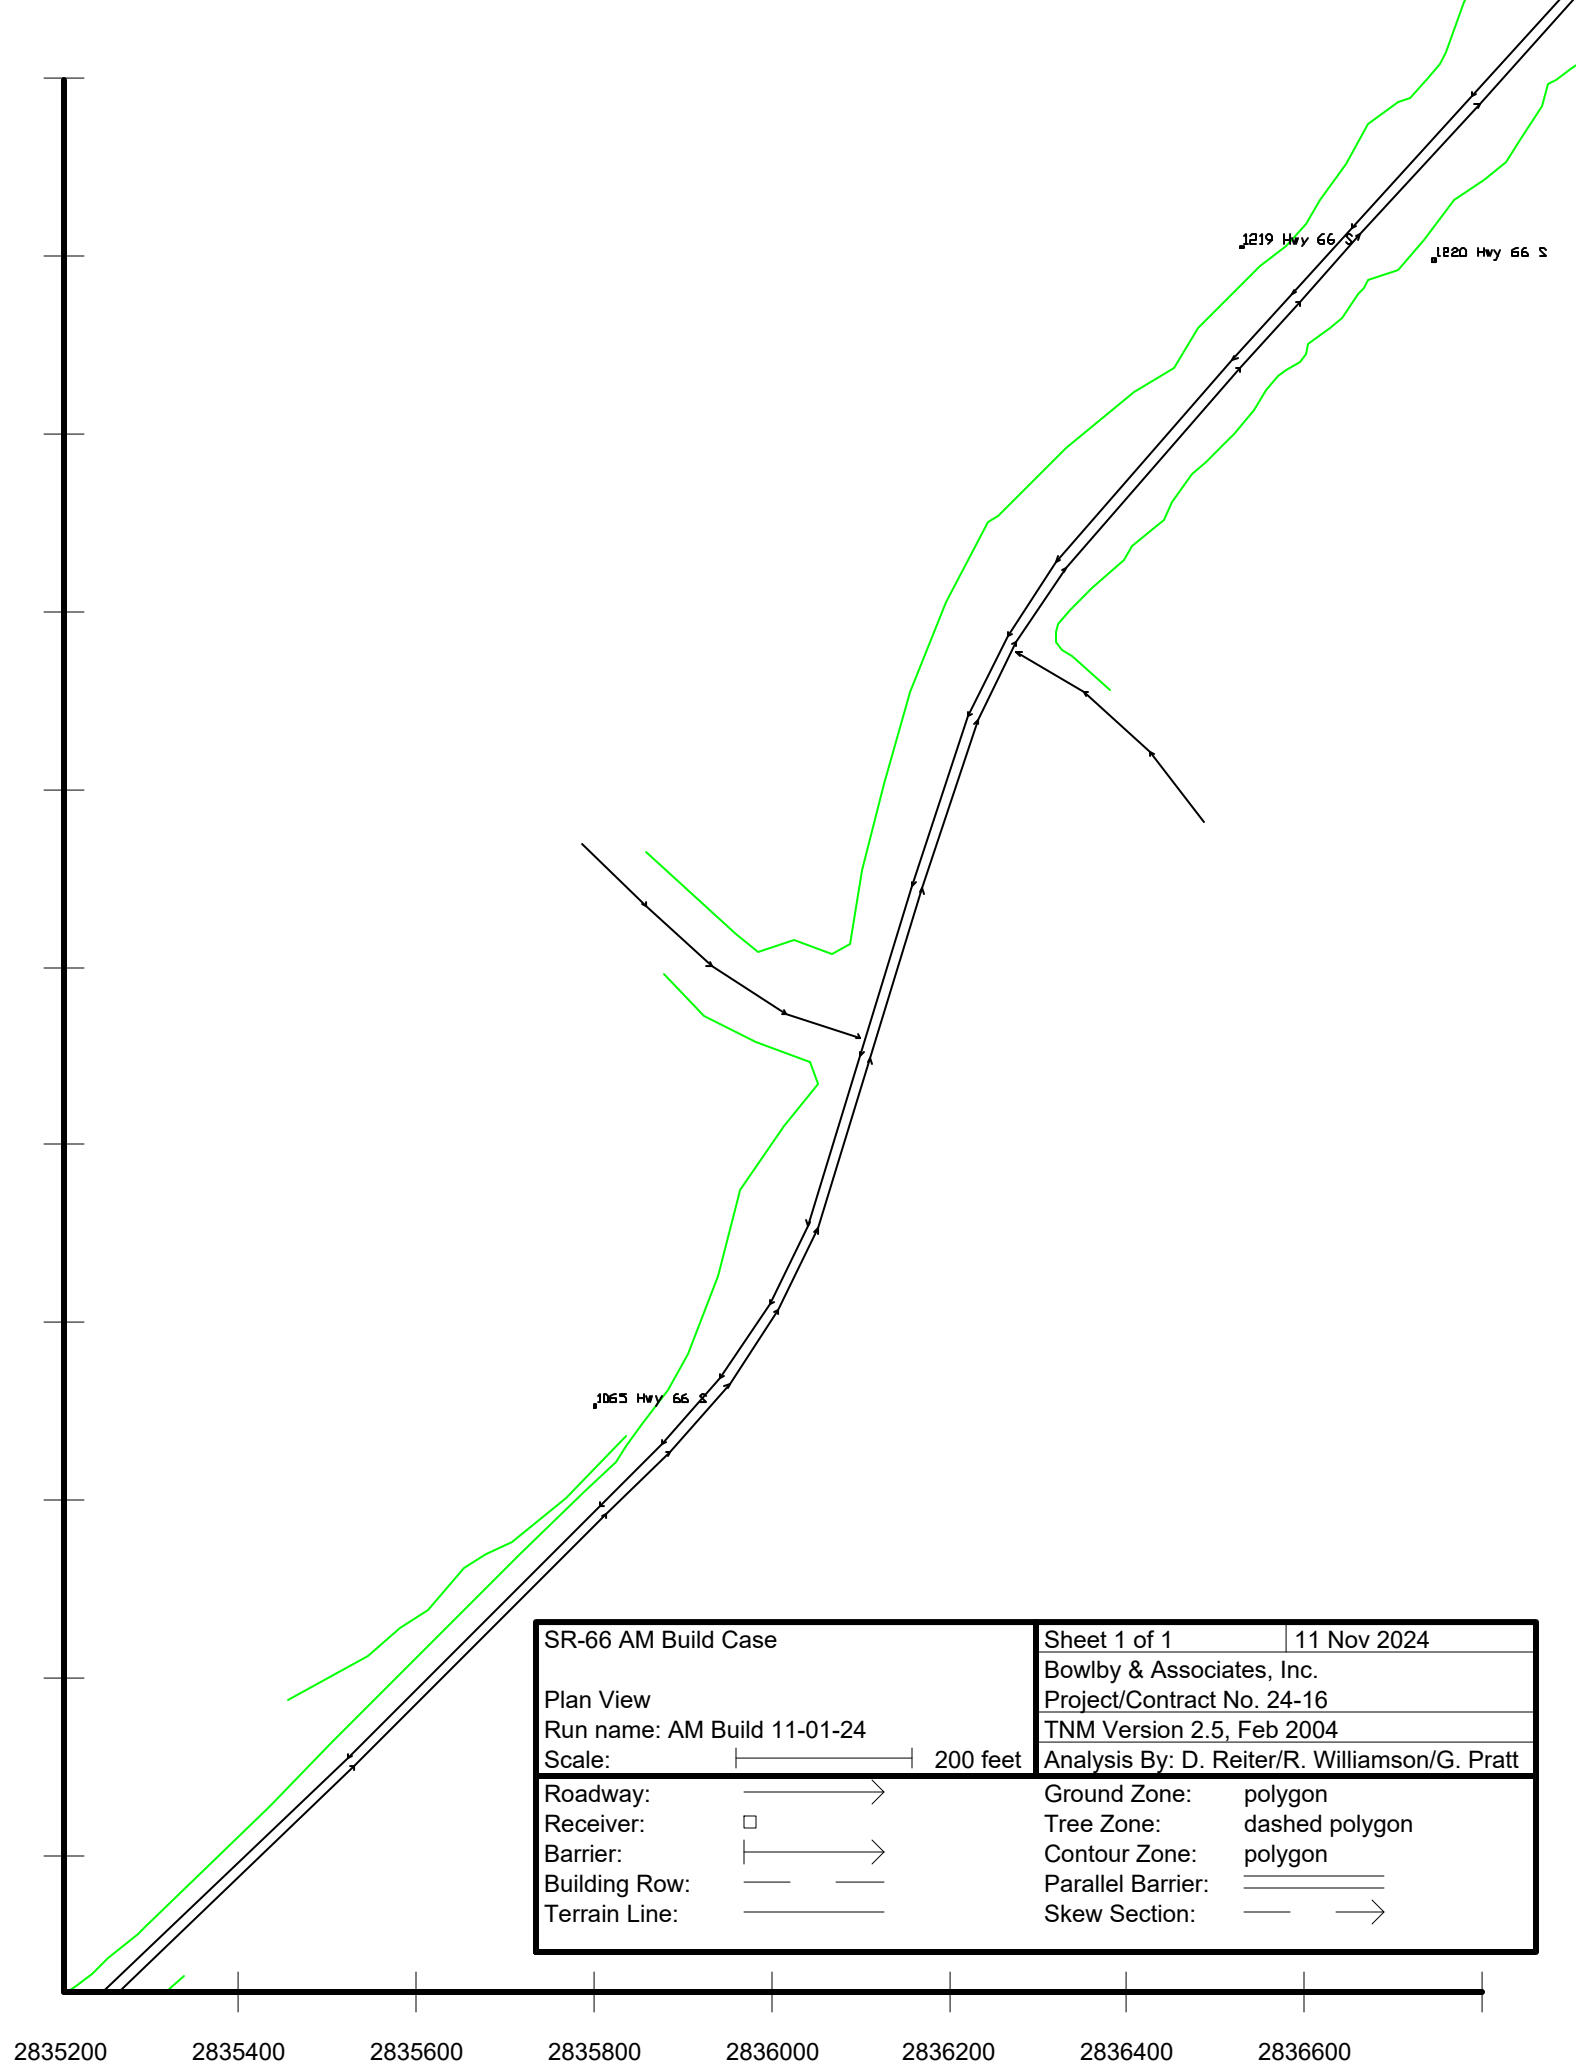 1219 Hwy 66 S
1220 Hwy 66 S
1065 Hwy 66 S
SR-66 AM Build Case
Plan View
Run name: AM Build 11-01-24
Scale: 200 feet
Sheet 1 of 1 11 Nov 2024
Bowlby & Associates, Inc.
Project/Contract No. 24-16
TNM Version 2.5, Feb 2004
Analysis By: D. Reiter/R. Williamson/G. Pratt
Roadway:
Receiver:
Barrier:
Building Row:
Terrain Line:
Ground Zone: polygon
Tree Zone: dashed polygon
Contour Zone: polygon
Parallel Barrier:
Skew Section:
2835200 2835400 2835600 2835800 2836000 2836200 2836400 2836600